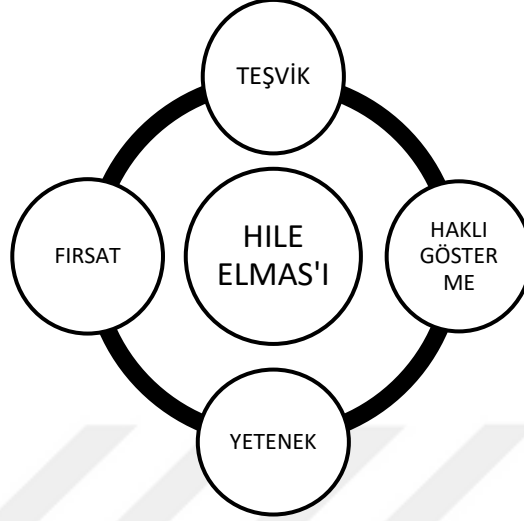 TEŞVİK
FIRSAT
HILE
ELMAS'I
HAKLI
GÖSTER
ME
YETENEK